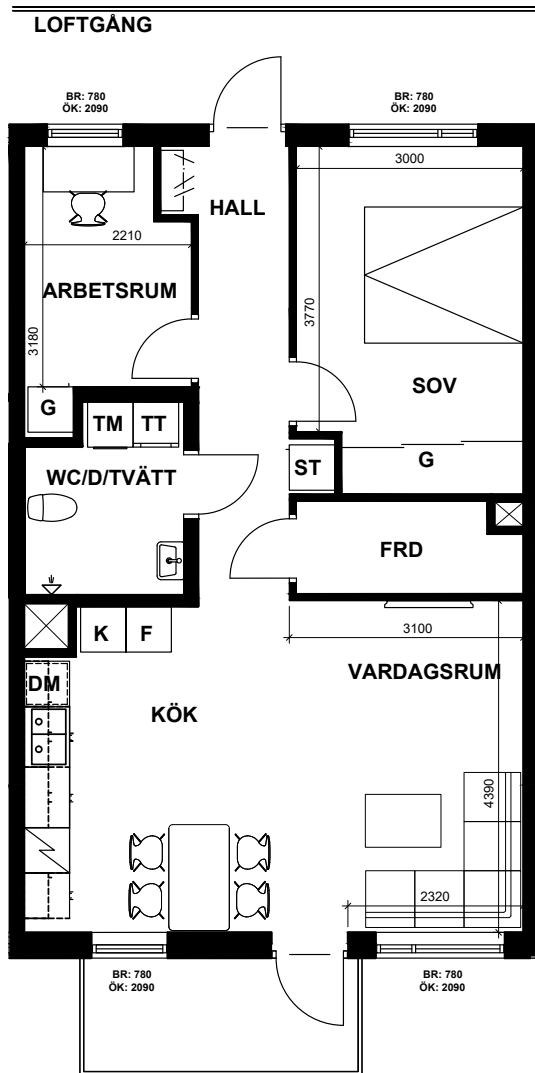 LOFTGÅNG
BR: 780
ÖK: 2090
BR: 780
ÖK: 2090
3000
HALL
2210
ARBETSRUM
3770
3180
SOV
G
TM
TT
G
ST
WC/D/TVÄTT
FRD
K
F
3100
VARDAGSRUM
DM
KÖK
4390
2320
BR: 780
ÖK: 2090
BR: 780
ÖK: 2090